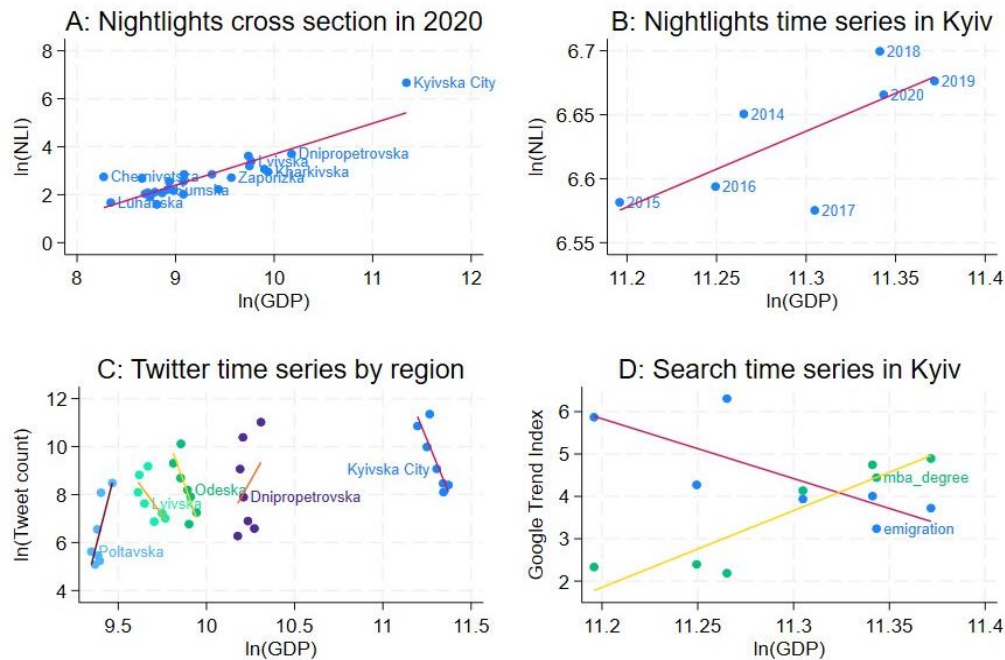 A: Nightlights cross section in 2020
8
6
4
2
0
ln(NLI)
Kyivska City
Dnipropetrovska
Lvivska
Kharkivska
Zaporizka
Chernivetska
Sumska
Luhanska
8
9
10
11
12
ln(GDP)
B: Nightlights time series in Kyiv
6.7
6.65
6.6
6.55
ln(NLI)
2018
2019
2020
2014
2016
2015
2017
11.2
11.25
11.3
11.35
11.4
ln(GDP)
C: Twitter time series by region
12
10
8
6
4
ln(Tweet count)
Kyivska City
Odeska
Dnipropetrovska
Lvivska
Poltavska
9.5
10
10.5
11
11.5
ln(GDP)
D: Search time series in Kyiv
6
5
4
3
2
Google Trend Index
mba_degree
emigration
11.2
11.25
11.3
11.35
11.4
ln(GDP)